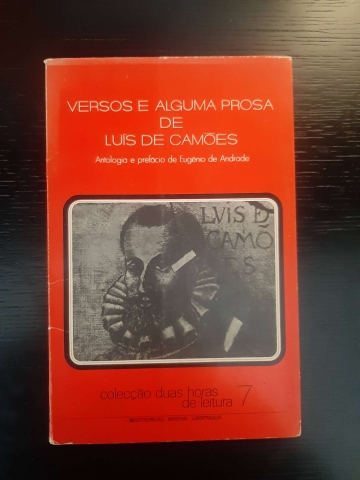 VERSOS E ALGUMA PROSA
DE
LUÍS DE CAMÕES
Antologia e prefácio de Eugénio de Andrade
LVIS D
CAMÕ
ES
colecção duas horas
de leitura 7